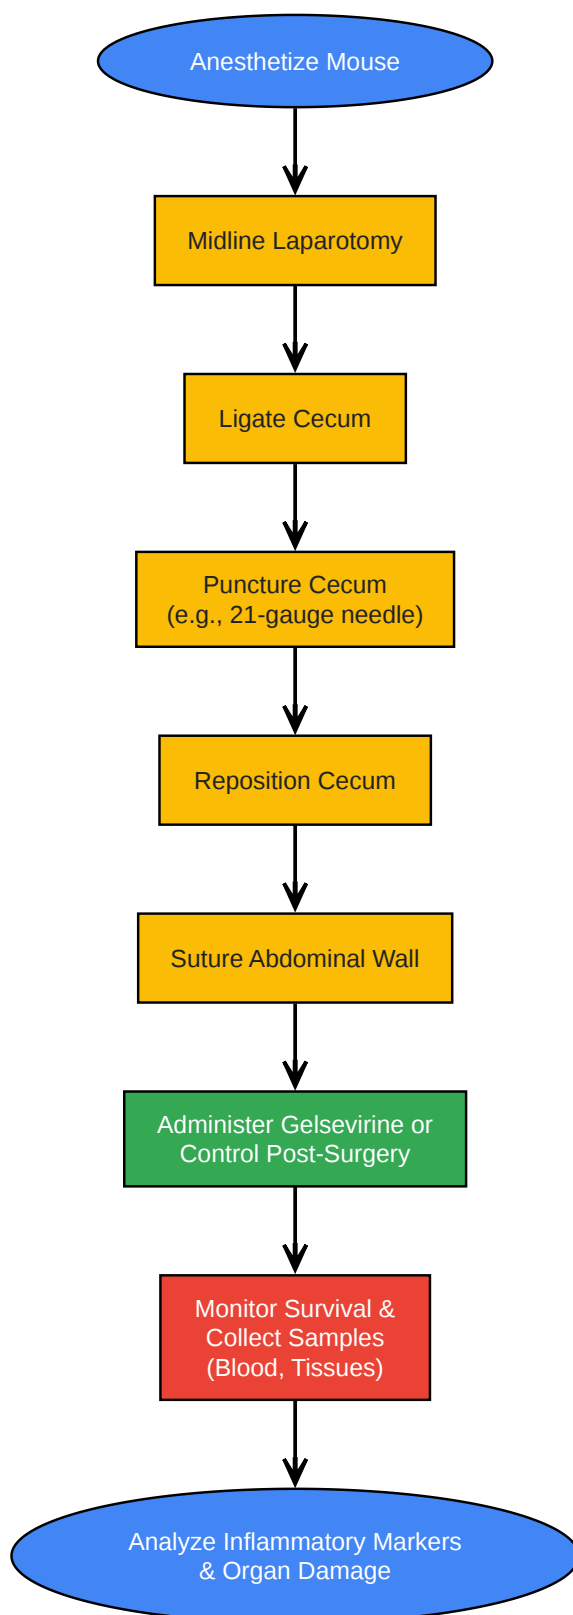 Anesthetize Mouse
Midline Laparotomy
Ligate Cecum
Puncture Cecum
(e.g., 21-gauge needle)
Reposition Cecum
Suture Abdominal Wall
Administer Gelsevirine or
Control Post-Surgery
Monitor Survival &
Collect Samples
(Blood, Tissues)
Analyze Inflammatory Markers
& Organ Damage